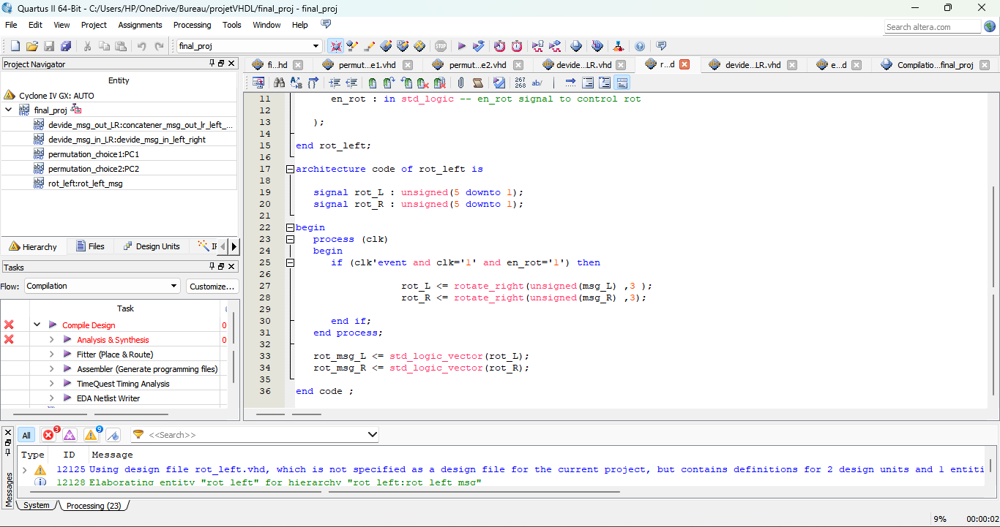 Quartus II 64-Bit - C:/Users/HP/OneDrive/Bureau/projetVHDL/final_proj - final_proj
File Edit View Project Assignments Processing Tools Window Help
Search altera.com
final_proj
Project Navigator
fi...hd permut...e1.vhd permut...e2.vhd devide...LR.vhd r...d devide...LR.vhd e...d Compilatio...final_proj
Entity
Cyclone IV GX: AUTO
final_proj
devide_msg_out_LR:concatener_msg_out_lr_left_...
devide_msg_in_LR:devide_msg_in_left_right
permutation_choice1:PC1
permutation_choice2:PC2
rot_left:rot_left_msg
Hierarchy Files Design Units
Tasks
Flow: Compilation Customize...
Task
Compile Design 0
Analysis & Synthesis 0
Fitter (Place & Route)
Assembler (Generate programming files)
TimeQuest Timing Analysis
EDA Netlist Writer
267
268 ab/
11 en_rot : in std_logic -- en_rot signal to control rot
12
13 );
14
15 end rot_left;
16
17 architecture code of rot_left is
18
19 signal rot_L : unsigned(5 downto 1);
20 signal rot_R : unsigned(5 downto 1);
21
22 begin
23 process (clk)
24 begin
25 if (clk'event and clk='1' and en_rot='1') then
26
27 rot_L <= rotate_right(unsigned(msg_L) ,3 );
28 rot_R <= rotate_right(unsigned(msg_R) ,3);
29
30 end if;
31 end process;
32
33 rot_msg_L <= std_logic_vector(rot_L);
34 rot_msg_R <= std_logic_vector(rot_R);
35
36 end code ;
All 3 9 <<Search>>
Type ID Message
12125 Using design file rot_left.vhd, which is not specified as a design file for the current project, but contains definitions for 2 design units and 1 entiti
12128 Elaborating entity "rot_left" for hierarchy "rot_left:rot_left_msg"
Messages
System Processing (23)
9% 00:00:02